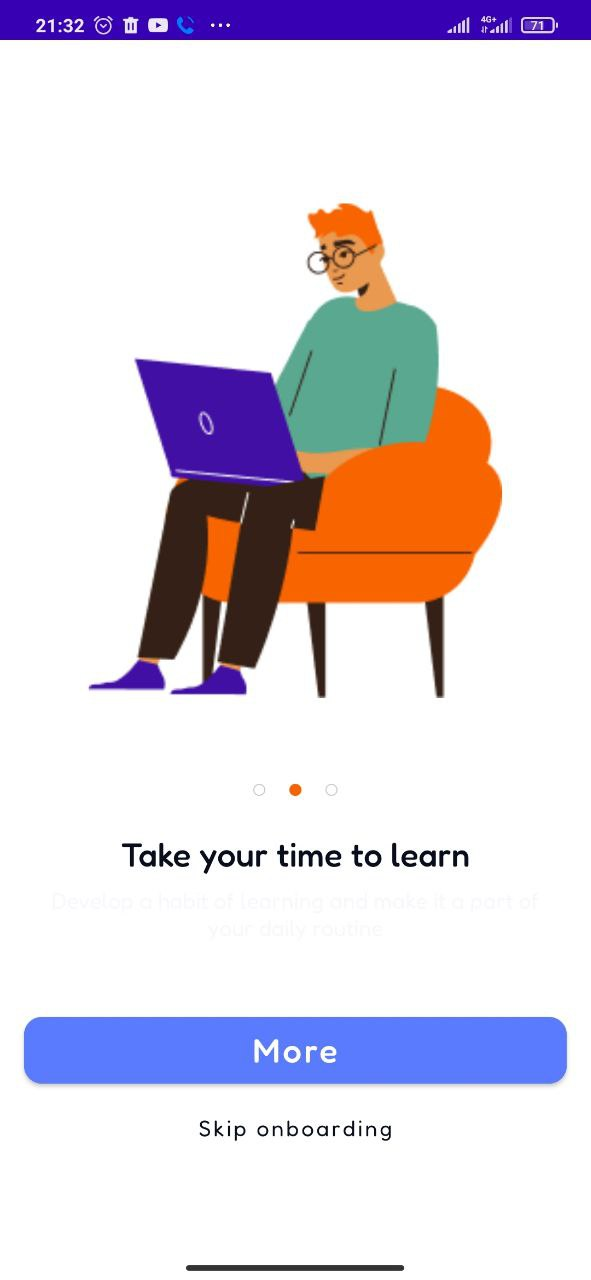 21:32
4G+
71
Take your time to learn
Develop a habit of learning and make it a part of
your daily routine
More
Skip onboarding